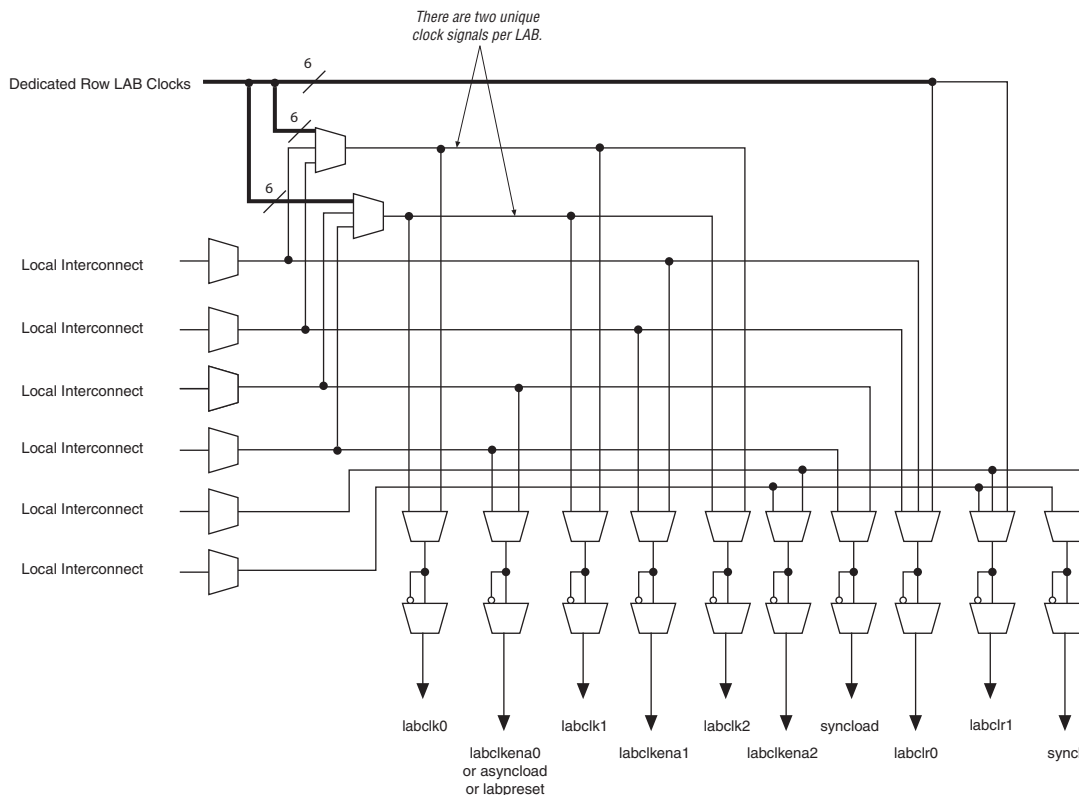 There are two unique
clock signals per LAB.
6
Dedicated Row LAB Clocks
6
6
Local Interconnect
Local Interconnect
Local Interconnect
Local Interconnect
Local Interconnect
Local Interconnect
labclk0
labclk1
labclk2
syncload
labclr1
labclkena0
or asyncload
or labpreset
labclkena1
labclkena2
labclr0
syncl